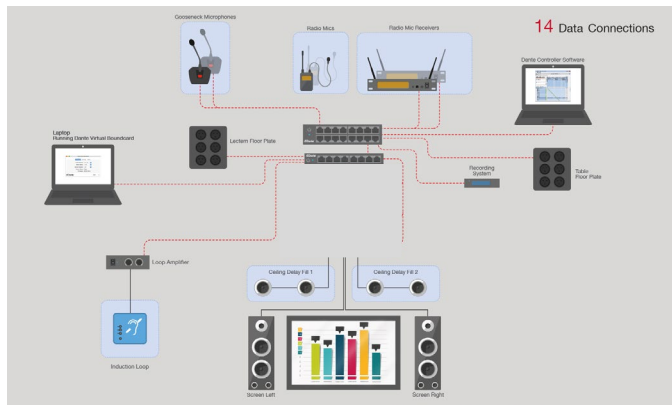 14 Data Connections
Gooseneck Microphones
Radio Mics
Radio Mic Receivers
Dante Controller Software
Laptop
Running Dante Virtual Soundcard
Lectern Floor Plate
Recording
System
Table
Floor Plate
Loop Amplifier
Ceiling Delay Fill 1
Ceiling Delay Fill 2
Induction Loop
Screen Left
Screen Right